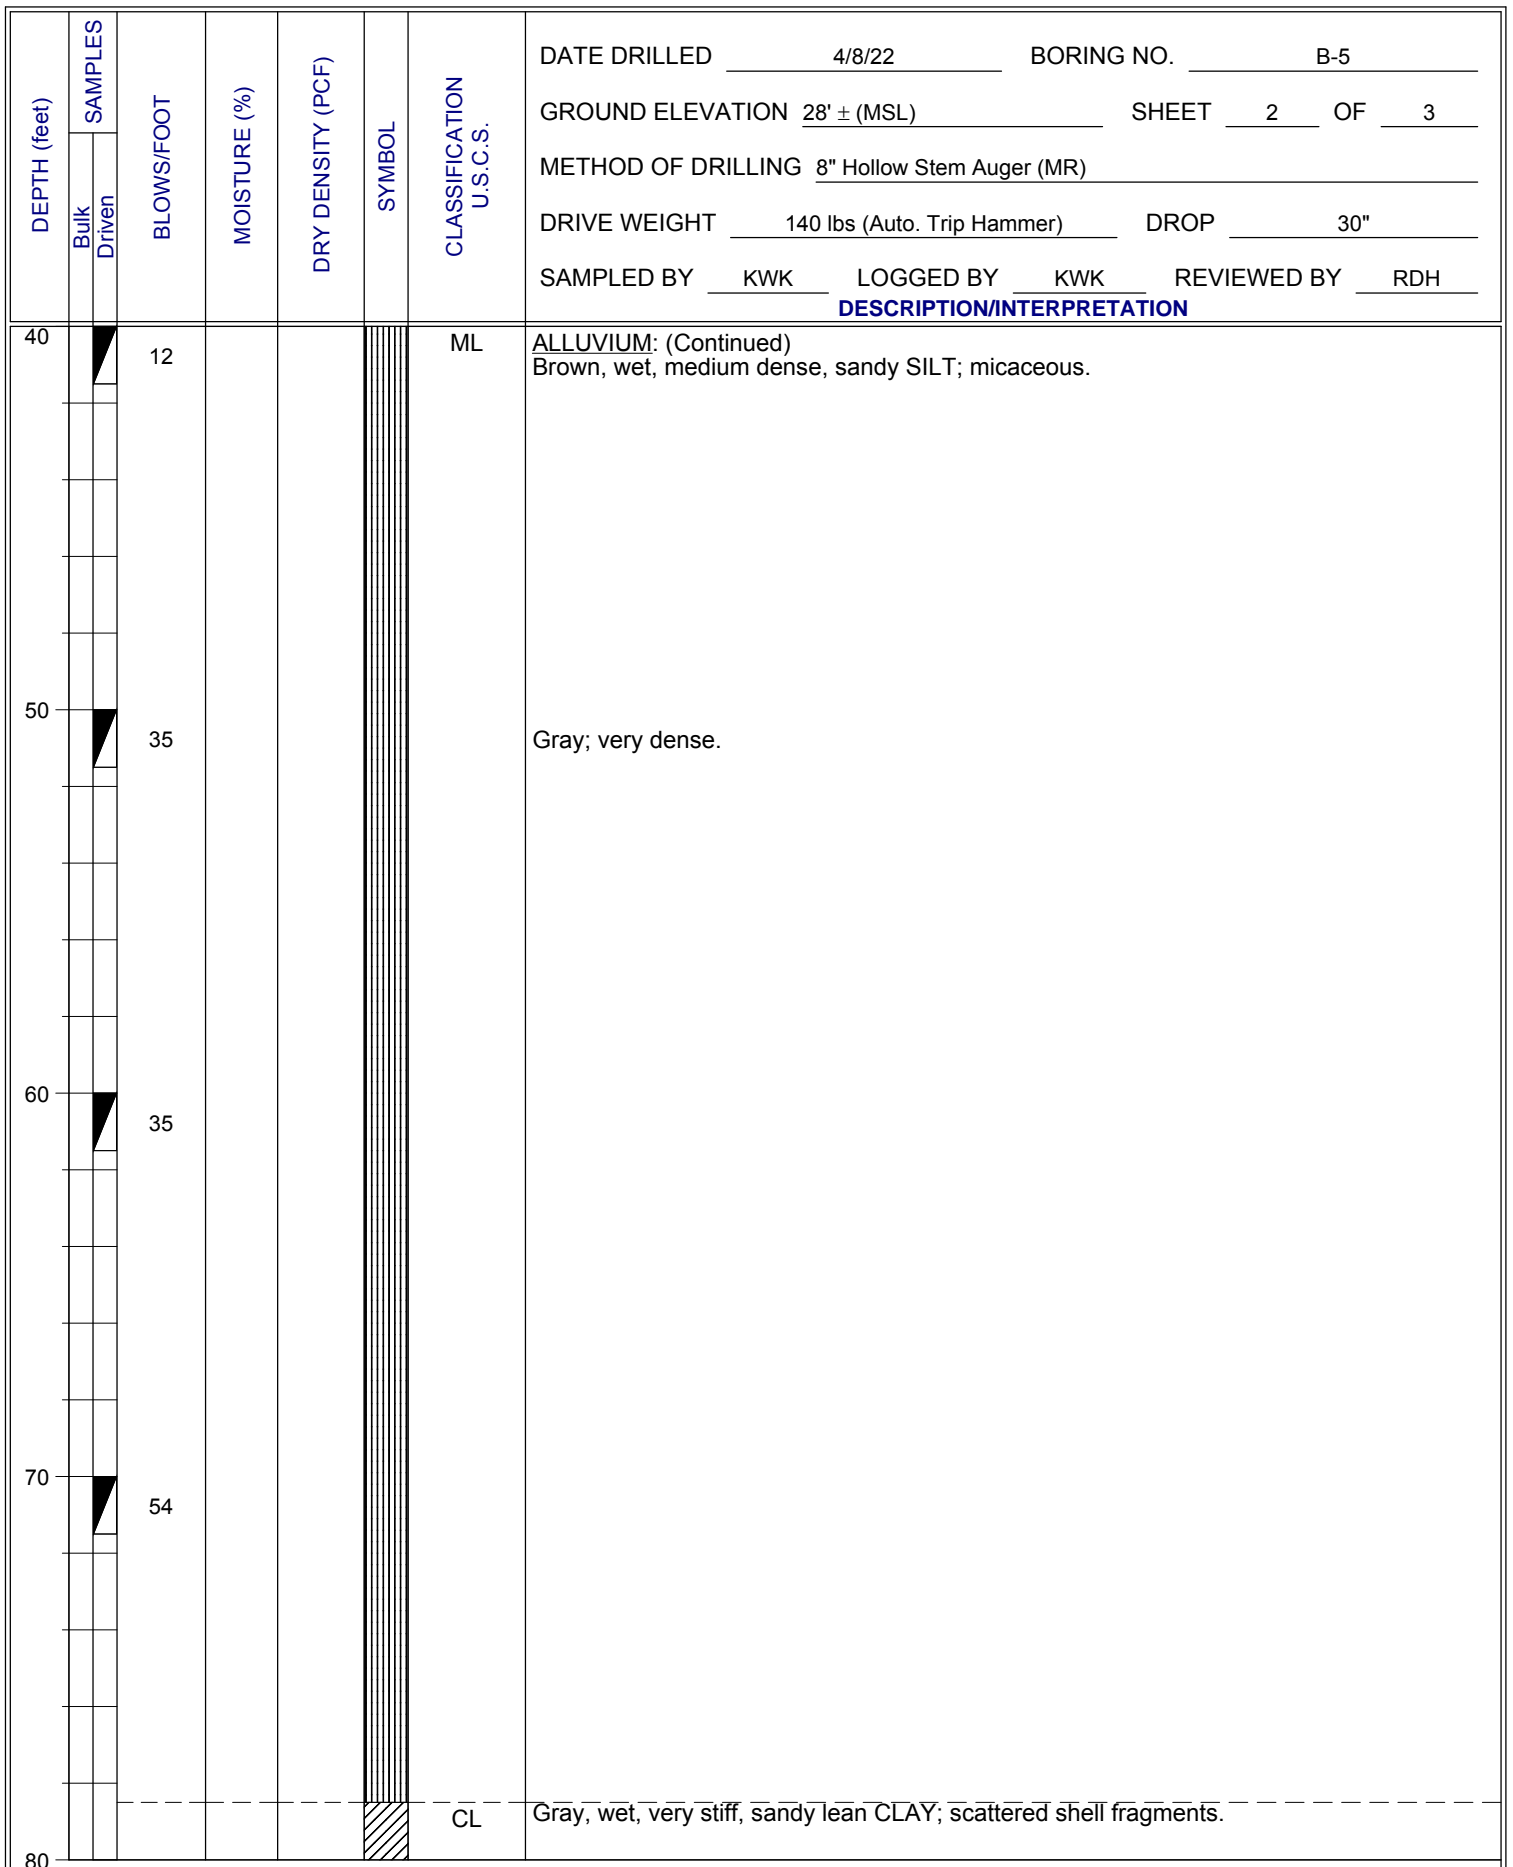 DEPTH (feet)
SAMPLES
Bulk
Driven
BLOWS/FOOT
MOISTURE (%)
DRY DENSITY (PCF)
SYMBOL
CLASSIFICATION
U.S.C.S.
DATE DRILLED 4/8/22 BORING NO. B-5
GROUND ELEVATION 28' ± (MSL) SHEET 2 OF 3
METHOD OF DRILLING 8" Hollow Stem Auger (MR)
DRIVE WEIGHT 140 lbs (Auto. Trip Hammer) DROP 30"
SAMPLED BY KWK LOGGED BY KWK REVIEWED BY RDH
DESCRIPTION/INTERPRETATION
40 12 ML ALLUVIUM: (Continued)
Brown, wet, medium dense, sandy SILT; micaceous.
50
35 Gray; very dense.
60
35
70
54
CL Gray, wet, very stiff, sandy lean CLAY; scattered shell fragments.
80